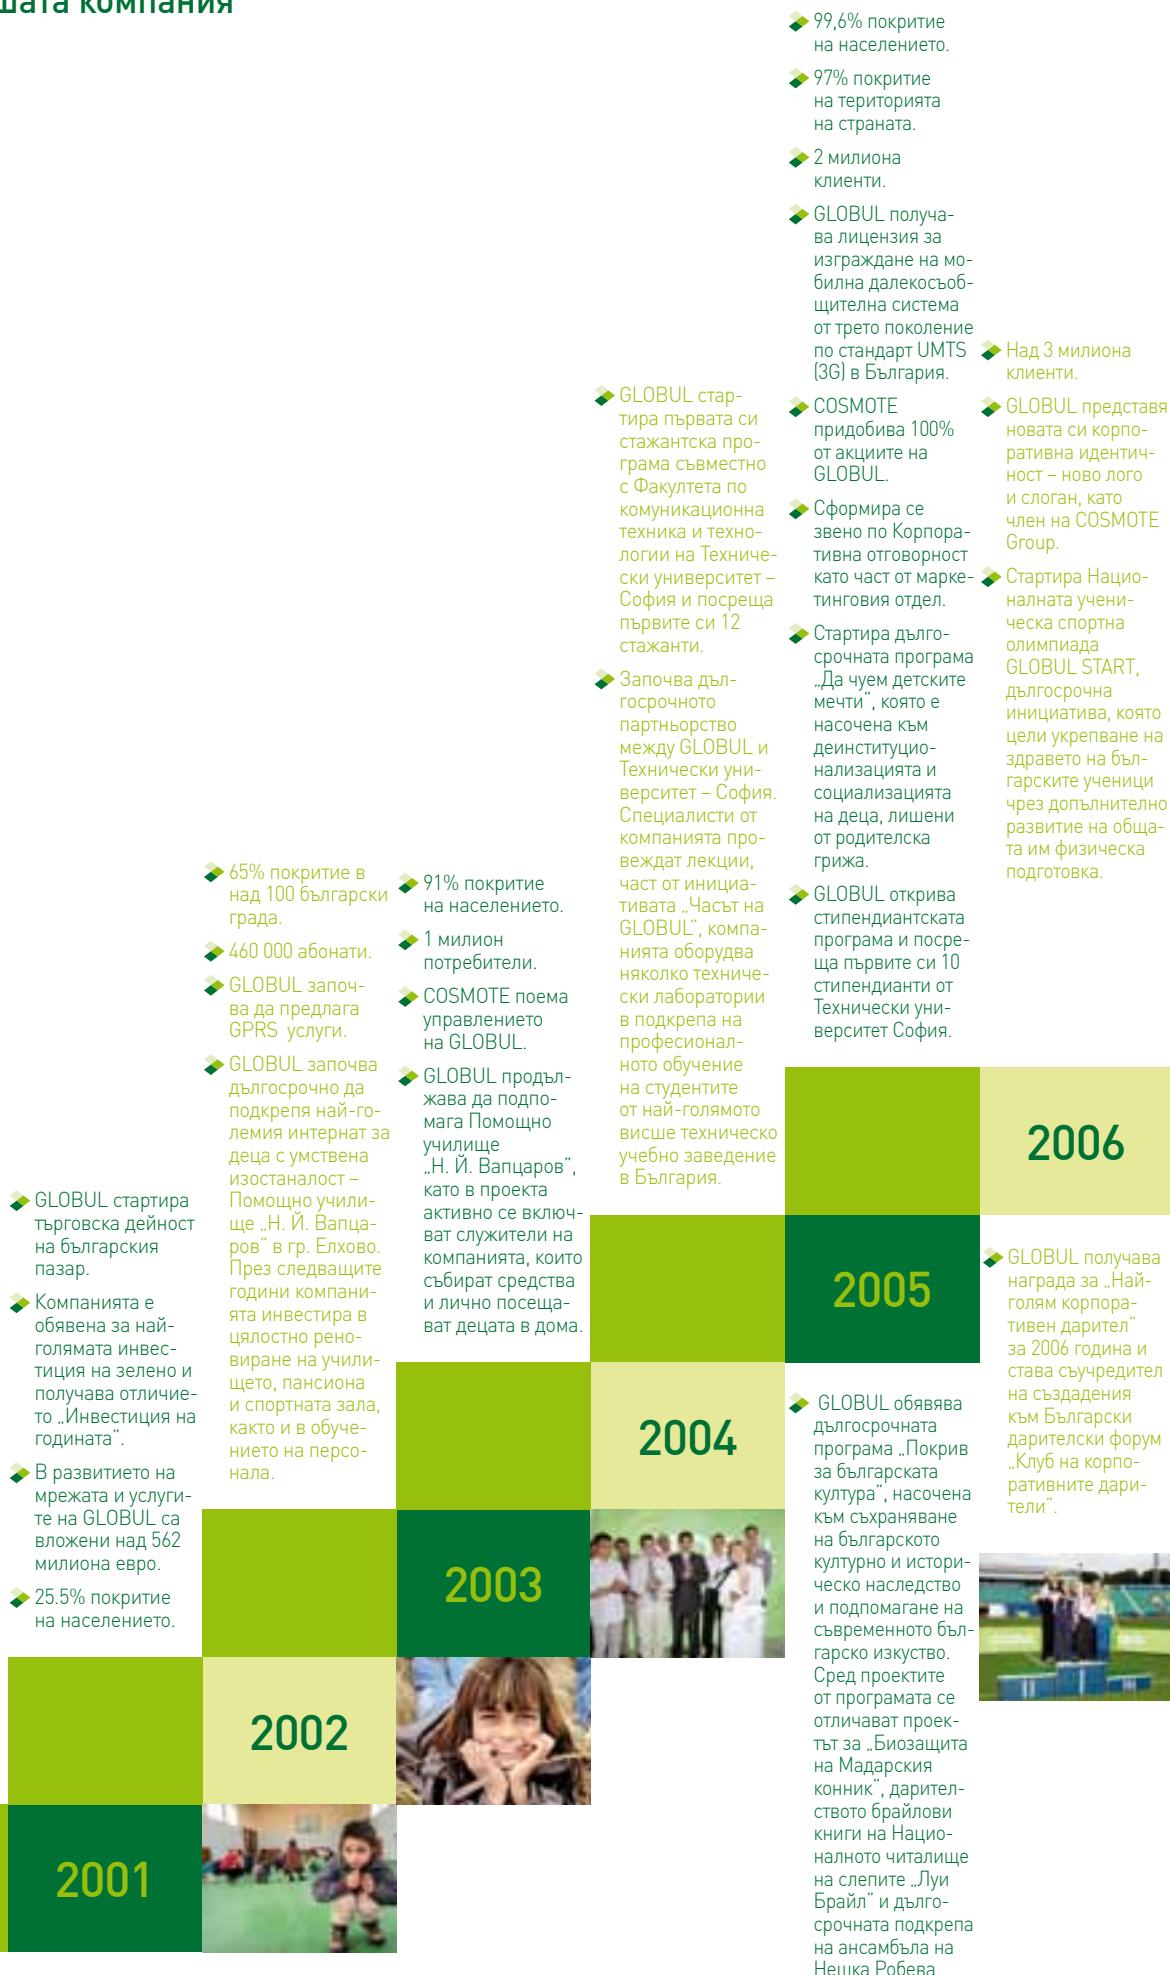 шата компания
GLOBUL стартира
търговска дейност
на българския
пазар.
Компанията е
обявена за най-
голямата инвес-
тиция на зелено и
получава отличие-
то „Инвестиция на
годината”.
В развитието на
мрежата и услуги-
те на GLOBUL са
вложени над 562
милиона евро.
25.5% покритие
на населението.
2001
65% покритие в
над 100 български
града.
460 000 абонати.
GLOBUL започ-
ва да предлага
GPRS услуги.
GLOBUL започва
дългосрочно да
подкрепя най-го-
лемия интернат за
деца с умствена
изостаналост –
Помощно учили-
ще „Н. Й. Вапца-
ров” в гр. Елхово.
През следващите
години компани-
ята инвестира в
цялостно рено-
виране на учили-
щето, пансиона
и спортната зала,
както и в обуче-
нието на персо-
нала.
2002
91% покритие
на населението.
1 милион
потребители.
COSMOTE поема
управлението
на GLOBUL.
GLOBUL продъл-
жава да подпо-
мага Помощно
училище
„Н. Й. Вапцаров”,
като в проекта
активно се включ-
ват служители на
компанията, които
събират средства
и лично посеща-
ват децата в дома.
2003
GLOBUL стар-
тира първата си
стажантска про-
грама съвместно
с Факултета по
комуникационна
техника и техно-
логии на Техниче-
ски университет –
София и посреща
първите си 12
стажанти.
Започва дъл-
госрочното
партньорство
между GLOBUL и
Технически уни-
верситет – София.
Специалисти от
компанията про-
веждат лекции,
част от инициа-
тивата „Часът на
GLOBUL”, компа-
нията оборудва
няколко техниче-
ски лаборатории
в подкрепа на
професионал-
ното обучение
на студентите
от най-голямото
висше техническо
учебно заведение
в България.
2004
99,6% покритие
на населението.
97% покритие
на територията
на страната.
2 милиона
клиенти.
GLOBUL получа-
ва лицензия за
изграждане на мо-
билна далекосъоб-
щителна система
от трето поколение
по стандарт UMTS
(3G) в България.
COSMOTE
придобива 100%
от акциите на
GLOBUL.
Сформира се
звено по Корпора-
тивна отговорност
като част от марке-
тинговия отдел.
Стартира дълго-
срочната програма
„Да чуем детските
мечти”, която е
насочена към
деинституцио-
нализацията и
социализацията
на деца, лишени
от родителска
грижа.
GLOBUL открива
стипендиантската
програма и посре-
ща първите си 10
стипендианти от
Технически уни-
верситет София.
2005
GLOBUL обявява
дългосрочната
програма „Покрив
за българската
култура”, насочена
към съхраняване
на българското
културно и истори-
ческо наследство
и подпомагане на
съвременното бъл-
гарско изкуство.
Сред проектите
от програмата се
отличават проек-
тът за „Биозащита
на Мадарския
конник”, дарител-
ството брайлови
книги на Нацио-
налното читалище
на слепите „Луи
Брайл” и дълго-
срочната подкрепа
на ансамбъла на
Нешка Робева
Над 3 милиона
клиенти.
GLOBUL представя
новата си корпо-
ративна идентич-
ност – ново лого
и слоган, като
член на COSMOTE
Group.
Стартира Нацио-
налната учени-
ческа спортна
олимпиада
GLOBUL START,
дългосрочна
инициатива, която
цели укрепване на
здравето на бъл-
гарските ученици
чрез допълнително
развитие на обща-
та им физическа
подготовка.
2006
GLOBUL получава
награда за „Най-
голям корпора-
тивен дарител”
за 2006 година и
става съучредител
на създадения
към Български
дарителски форум
„Клуб на корпо-
ративните дари-
тели”.